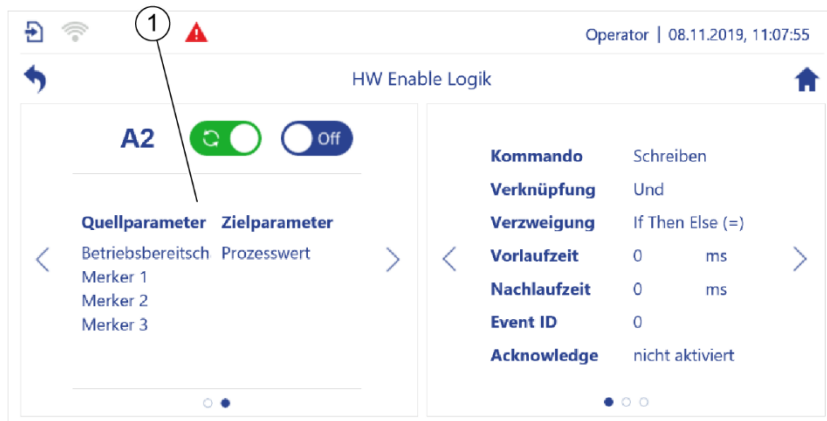 1
Operator | 08.11.2019, 11:07:55
HW Enable Logik
A2 Off
Quellparameter Zielparameter
Betriebsbereitsch Prozesswert
Merker 1
Merker 2
Merker 3
Kommando Schreiben
Verknüpfung Und
Verzweigung If Then Else (=)
Vorlaufzeit 0 ms
Nachlaufzeit 0 ms
Event ID 0
Acknowledge nicht aktiviert